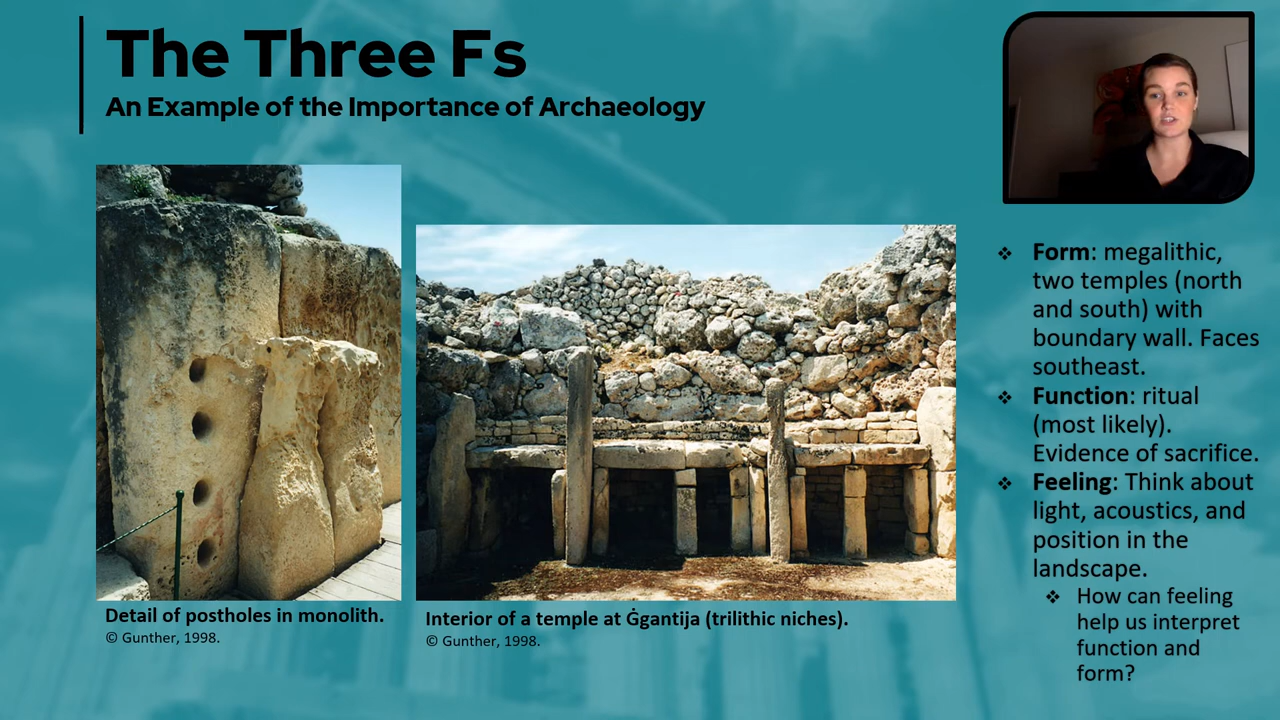 The Three Fs
An Example of the Importance of Archaeology
Detail of postholes in monolith.
© Gunther, 1998.
Interior of a temple at Ġgantija (trilithic niches).
© Gunther, 1998.
❖ Form: megalithic,
two temples (north
and south) with
boundary wall. Faces
southeast.
❖ Function: ritual
(most likely).
Evidence of sacrifice.
❖ Feeling: Think about
light, acoustics, and
position in the
landscape.
❖ How can feeling
help us interpret
function and
form?